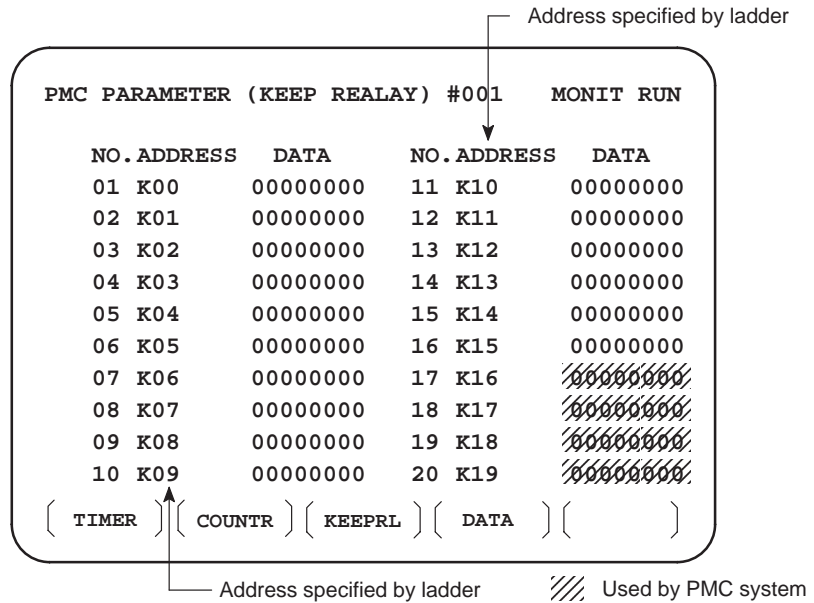 Address specified by ladder
PMC PARAMETER (KEEP REALAY) #001 MONIT RUN
NO. ADDRESS DATA NO. ADDRESS DATA
01 K00 00000000 11 K10 00000000
02 K01 00000000 12 K11 00000000
03 K02 00000000 13 K12 00000000
04 K03 00000000 14 K13 00000000
05 K04 00000000 15 K14 00000000
06 K05 00000000 16 K15 00000000
07 K06 00000000 17 K16 00000000
08 K07 00000000 18 K17 00000000
09 K08 00000000 19 K18 00000000
10 K09 00000000 20 K19 00000000
TIMER COUNTR KEEPRL DATA
Address specified by ladder Used by PMC system